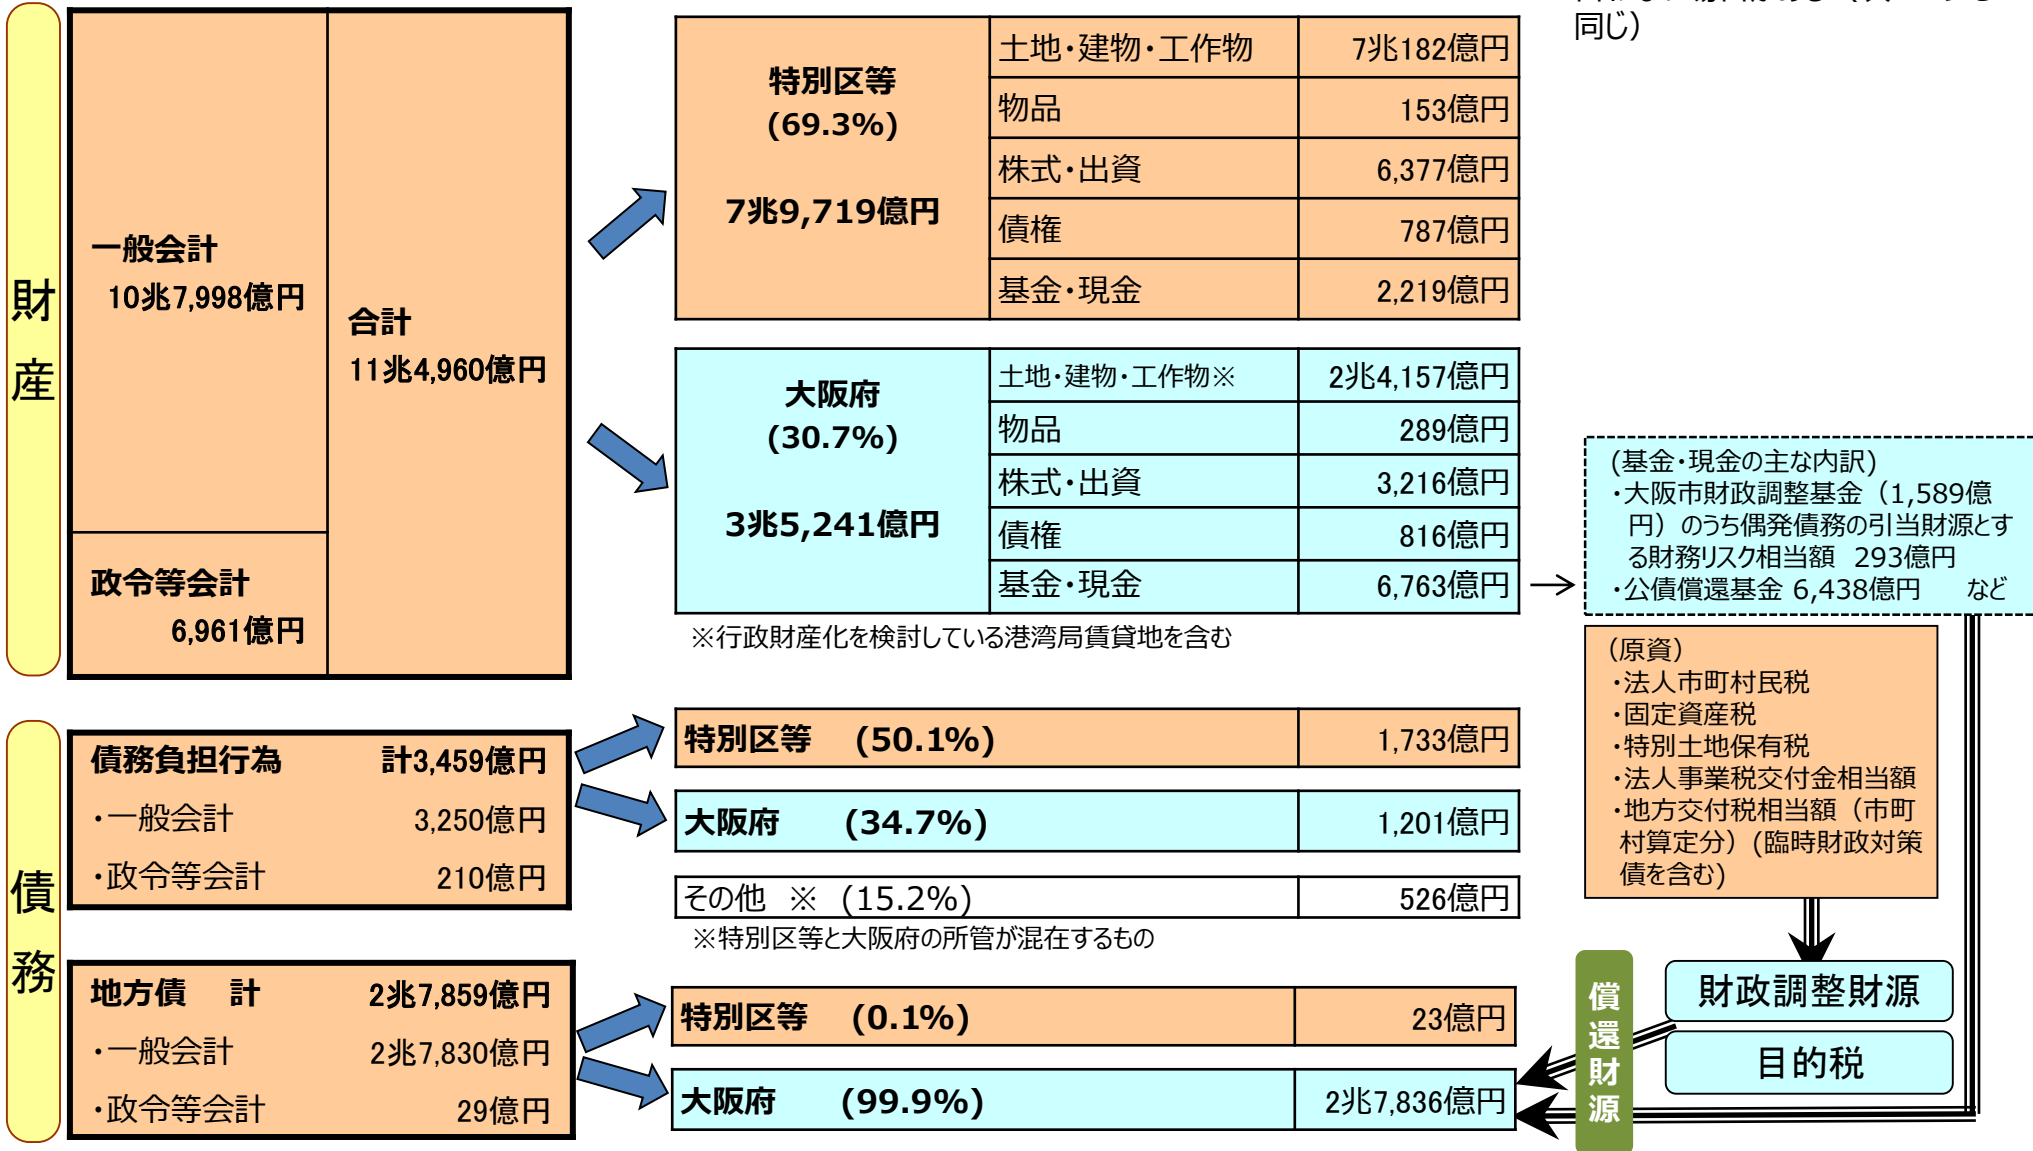 同じ）
財産
一般会計
10兆7,998億円
合計
11兆4,960億円
政令等会計
6,961億円
特別区等
(69.3%)
7兆9,719億円
土地・建物・工作物 7兆182億円
物品 153億円
株式・出資 6,377億円
債権 787億円
基金・現金 2,219億円
大阪府
(30.7%)
3兆5,241億円
土地・建物・工作物※ 2兆4,157億円
物品 289億円
株式・出資 3,216億円
債権 816億円
基金・現金 6,763億円
※行政財産化を検討している港湾局賃貸地を含む
(基金・現金の主な内訳)
・大阪市財政調整基金（1,589億
円）のうち偶発債務の引当財源とす
る財務リスク相当額 293億円
・公債償還基金 6,438億円 など
（原資）
・法人市町村民税
・固定資産税
・特別土地保有税
・法人事業税交付金相当額
・地方交付税相当額（市町
村算定分）(臨時財政対策
債を含む)
債務
債務負担行為 計3,459億円
・一般会計 3,250億円
・政令等会計 210億円
特別区等 (50.1%) 1,733億円
大阪府 (34.7%) 1,201億円
その他 ※ (15.2%) 526億円
※特別区等と大阪府の所管が混在するもの
地方債 計 2兆7,859億円
・一般会計 2兆7,830億円
・政令等会計 29億円
特別区等 (0.1%) 23億円
大阪府 (99.9%) 2兆7,836億円
償還財源
財政調整財源
目的税